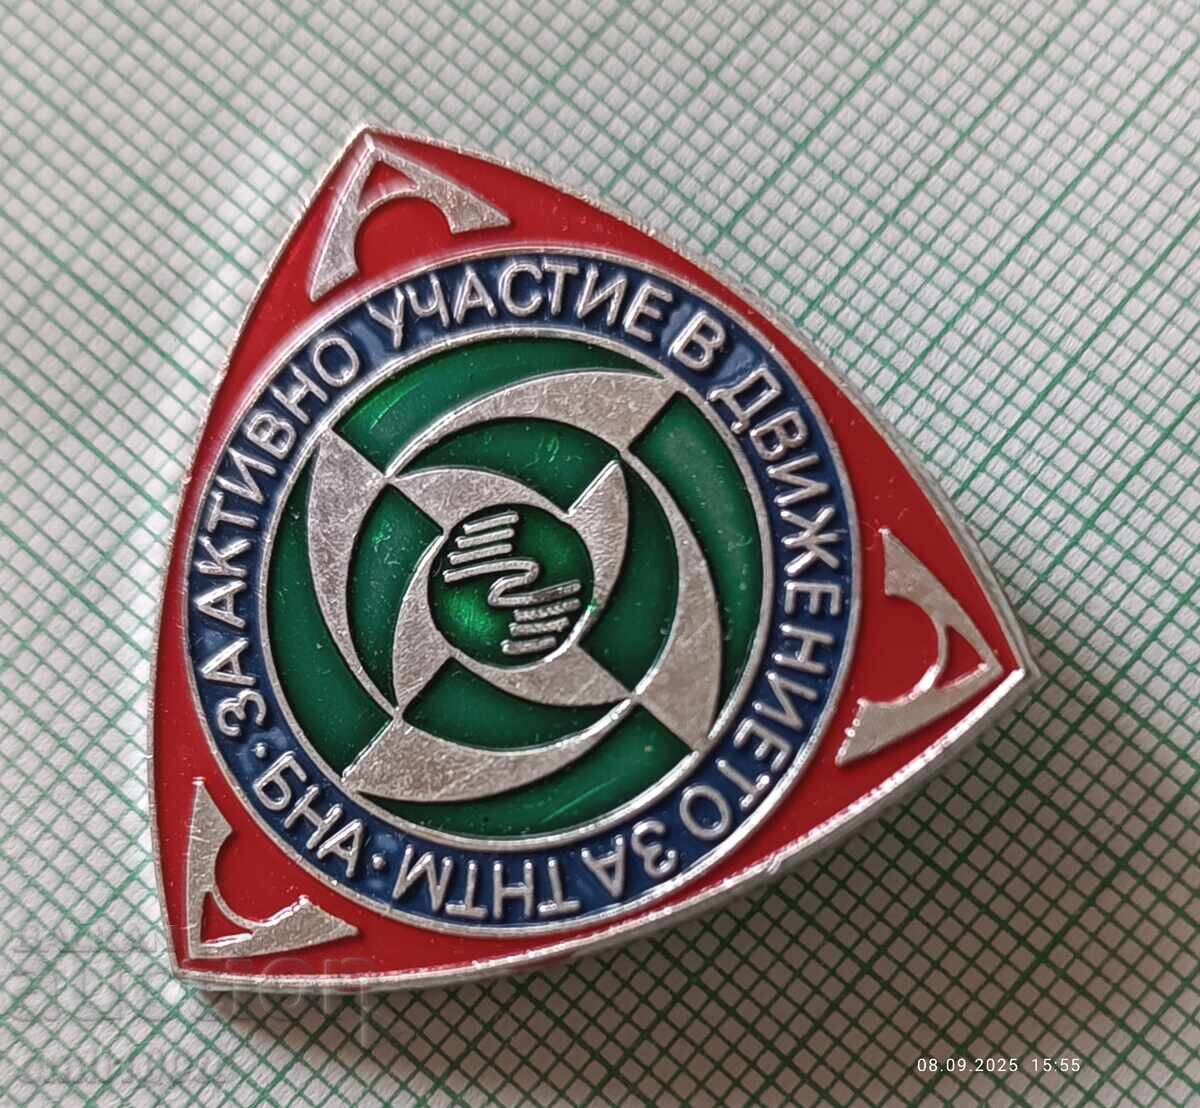 ЗА АКТИВНО УЧАСТИЕ В ДВИЖЕНИЕТО ЗА ТНТМ · БНА ·
08.09.2025 15:55